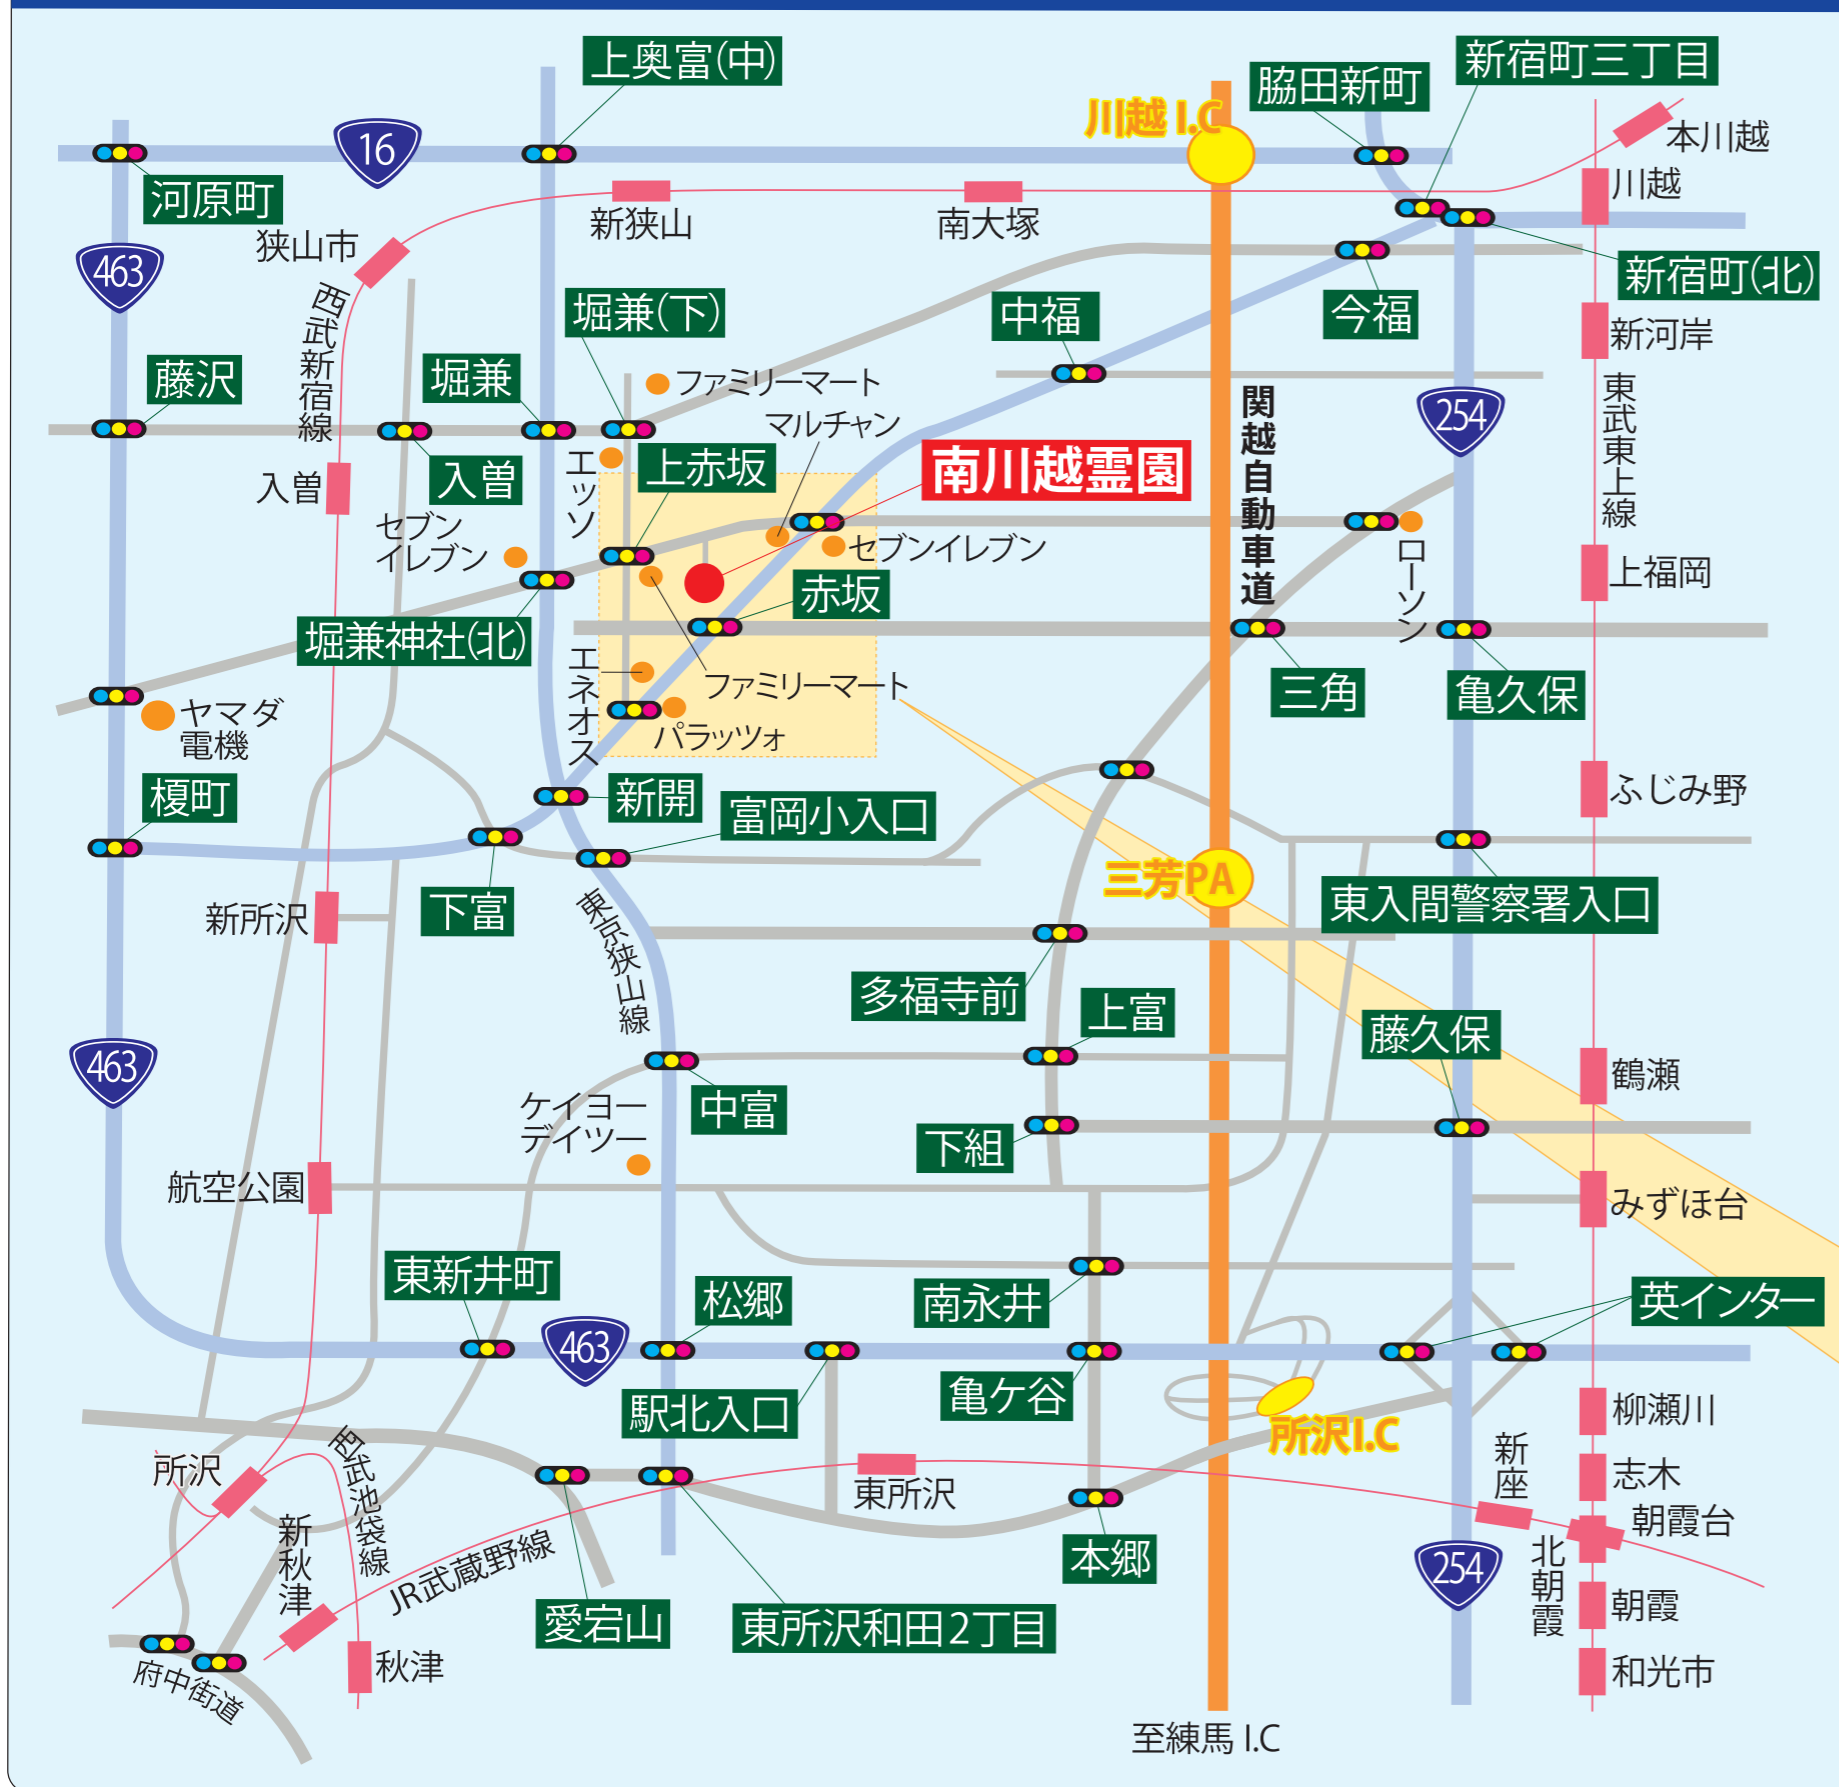 上奥富(中)
新宿町三丁目
脇田新町
川越 I.C
16
本川越
河原町
川越
新狭山
南大塚
狭山市
463
新宿町(北)
西武新宿線
堀兼(下)
中福
今福
新河岸
藤沢
堀兼
ファミリーマート
マルチャン
関越自動車道
254
東武東上線
エッソ
上赤坂
南川越霊園
入曽
入曽
セブン
イレブン
セブンイレブン
ローソン
上福岡
赤坂
堀兼神社(北)
エネオス
ファミリーマート
三角
亀久保
ヤマダ
電機
パラッツォ
榎町
新開
富岡小入口
ふじみ野
三芳PA
下富
東入間警察署入口
新所沢
東京狭山線
多福寺前
上富
藤久保
463
鶴瀬
ケイヨー
デイツー
中富
下組
航空公園
みずほ台
東新井町
松郷
南永井
英インター
463
駅北入口
亀ケ谷
柳瀬川
所沢I.C
所沢
西武池袋線
東所沢
新座
志木
新秋津
朝霞台
JR武蔵野線
本郷
254
北朝霞
愛宕山
東所沢和田2丁目
朝霞
秋津
和光市
府中街道
至練馬 I.C